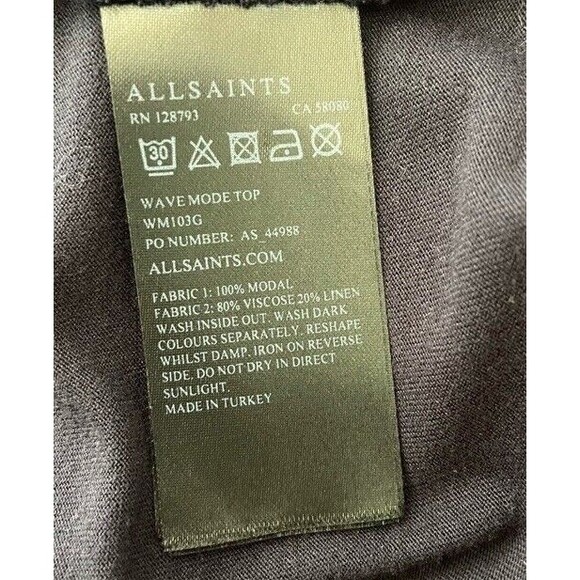 ALLSAINTS
RN 128793 CA 58080
30
WAVE MODE TOP
WM103G
PO NUMBER: AS_44988
ALLSAINTS.COM
FABRIC 1: 100% MODAL
FABRIC 2: 80% VISCOSE 20% LINEN
WASH INSIDE OUT. WASH DARK
COLOURS SEPARATELY. RESHAPE
WHILST DAMP. IRON ON REVERSE
SIDE. DO NOT DRY IN DIRECT
SUNLIGHT.
MADE IN TURKEY